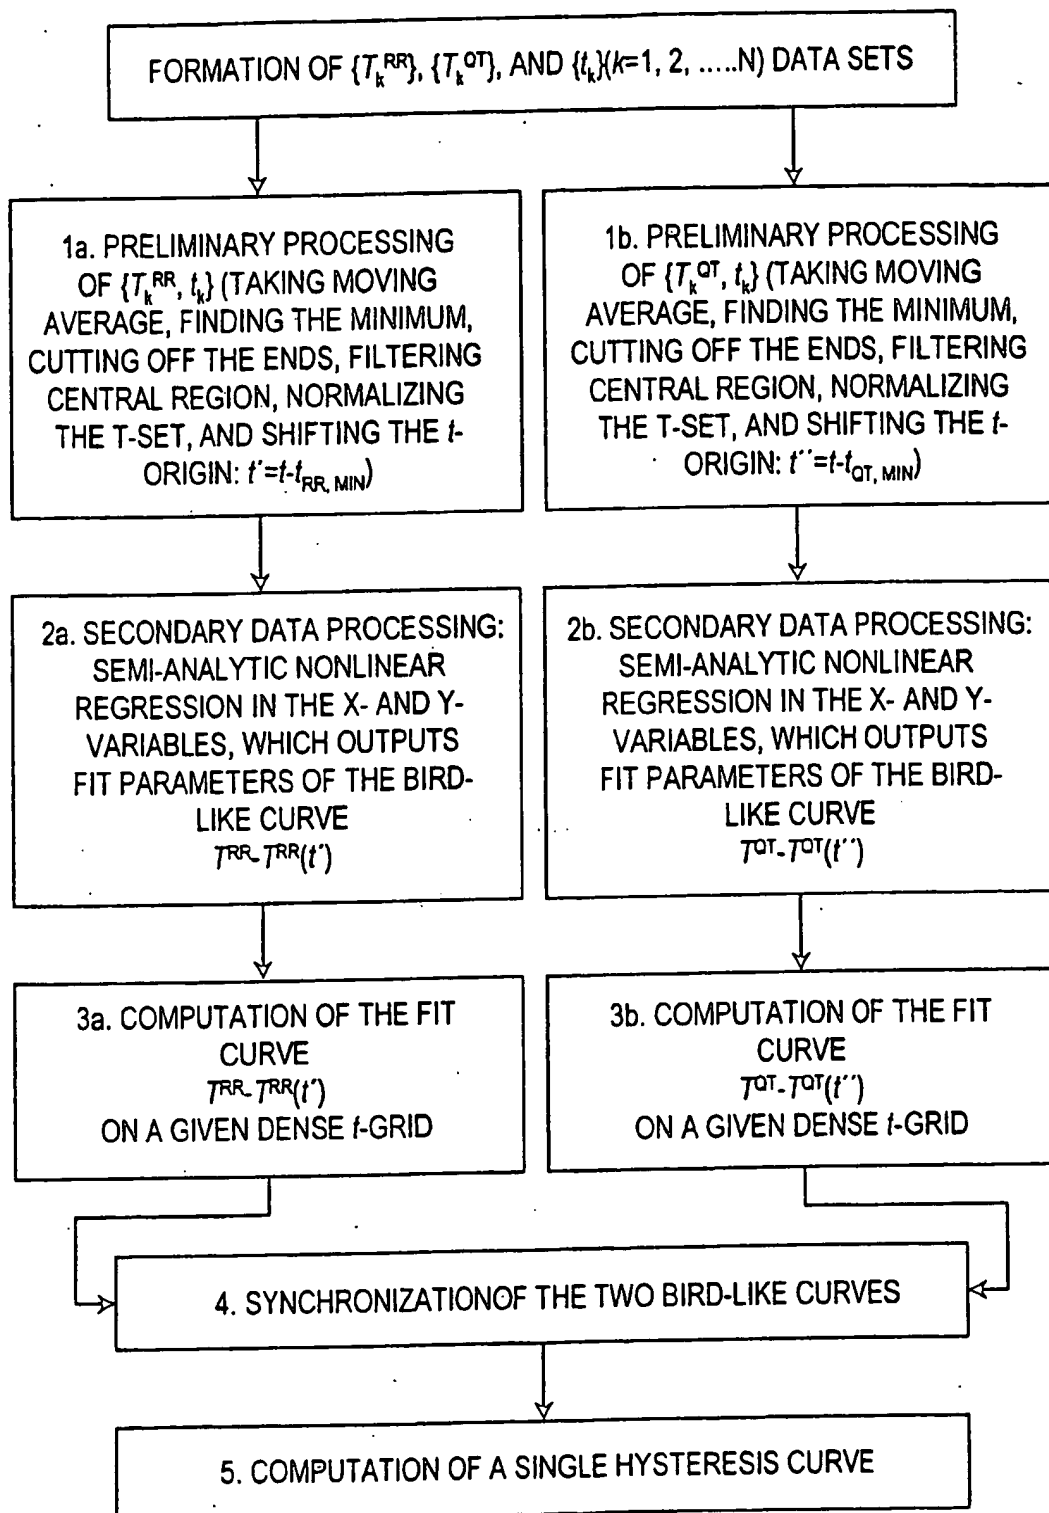 FORMATION OF {T_k^RR}, {T_k^QT}, AND {t_k}(k=1, 2, .....N) DATA SETS
1a. PRELIMINARY PROCESSING
OF {T_k^RR, t_k} (TAKING MOVING
AVERAGE, FINDING THE MINIMUM,
CUTTING OFF THE ENDS, FILTERING
CENTRAL REGION, NORMALIZING
THE T-SET, AND SHIFTING THE t-
ORIGIN: t'=t-t_RR, MIN)
1b. PRELIMINARY PROCESSING
OF {T_k^QT, t_k} (TAKING MOVING
AVERAGE, FINDING THE MINIMUM,
CUTTING OFF THE ENDS, FILTERING
CENTRAL REGION, NORMALIZING
THE T-SET, AND SHIFTING THE t-
ORIGIN: t''=t-t_QT, MIN)
2a. SECONDARY DATA PROCESSING:
SEMI-ANALYTIC NONLINEAR
REGRESSION IN THE X- AND Y-
VARIABLES, WHICH OUTPUTS
FIT PARAMETERS OF THE BIRD-
LIKE CURVE
T^RR-T^RR(t')
2b. SECONDARY DATA PROCESSING:
SEMI-ANALYTIC NONLINEAR
REGRESSION IN THE X- AND Y-
VARIABLES, WHICH OUTPUTS
FIT PARAMETERS OF THE BIRD-
LIKE CURVE
T^QT-T^QT(t'')
3a. COMPUTATION OF THE FIT
CURVE
T^RR-T^RR(t')
ON A GIVEN DENSE t-GRID
3b. COMPUTATION OF THE FIT
CURVE
T^QT-T^QT(t'')
ON A GIVEN DENSE t-GRID
4. SYNCHRONIZATIONOF THE TWO BIRD-LIKE CURVES
5. COMPUTATION OF A SINGLE HYSTERESIS CURVE